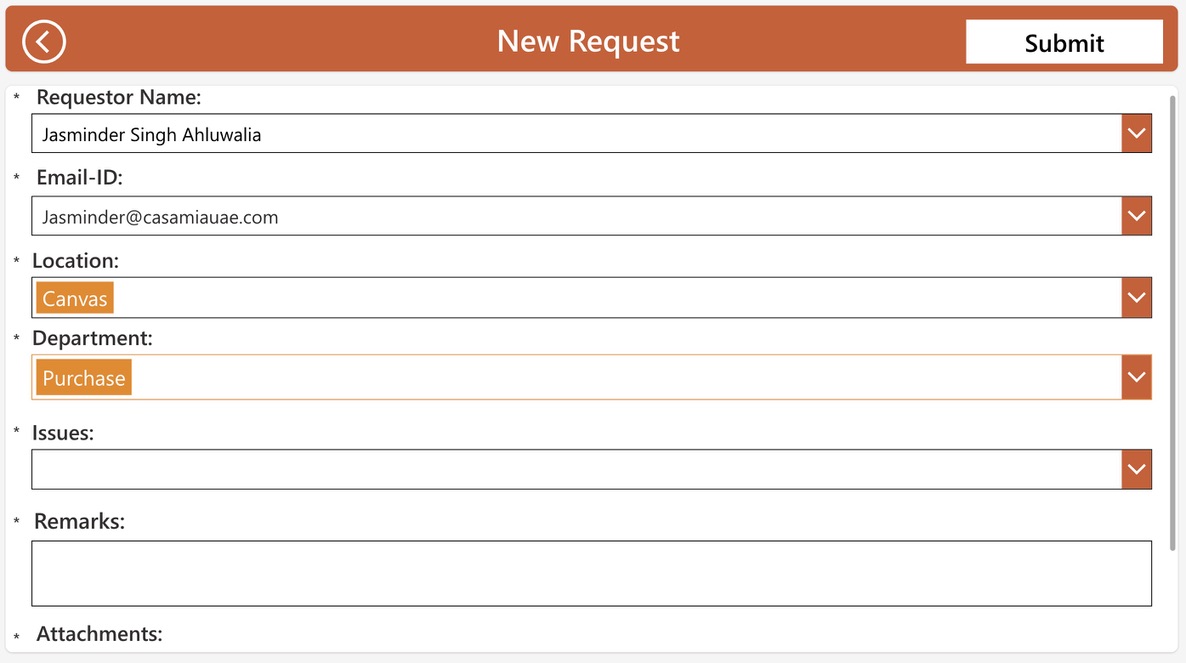 New Request
Submit
* Requestor Name:
Jasminder Singh Ahluwalia
* Email-ID:
Jasminder@casamiauae.com
* Location:
Canvas
* Department:
Purchase
* Issues:
* Remarks:
* Attachments: